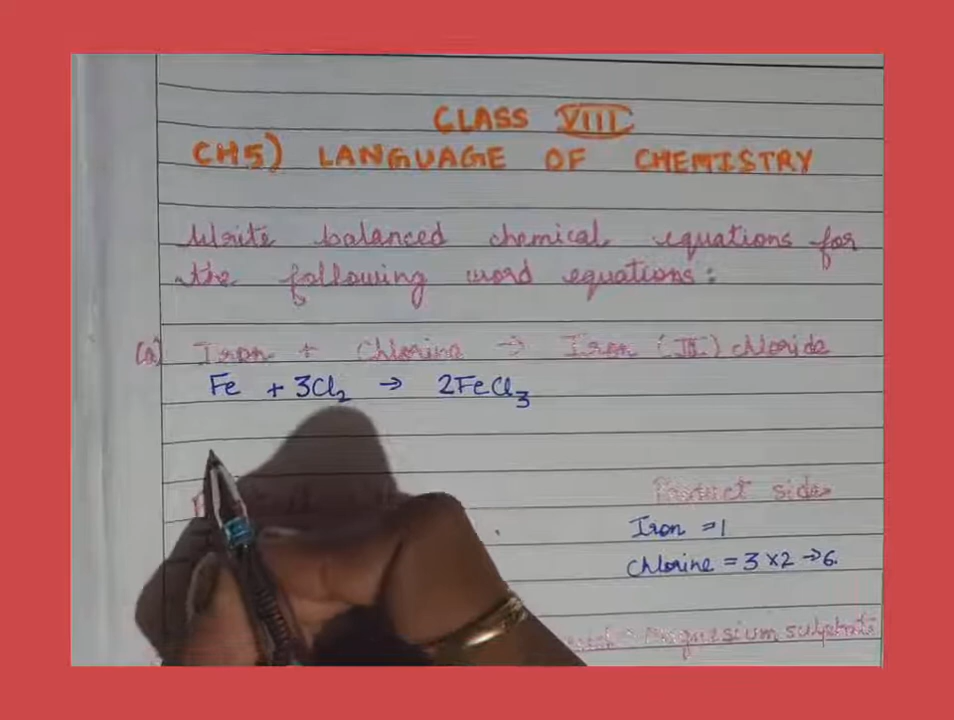 CLASS VIII
CH5) LANGUAGE OF CHEMISTRY
Write balanced chemical equations for
the following word equations:
(a) Iron + Chlorine → Iron (III) chloride
Fe + 3Cl₂ → 2FeCl₃
Product side
Iron = 1
Chlorine = 3 × 2 → 6.
Magnesium sulphate